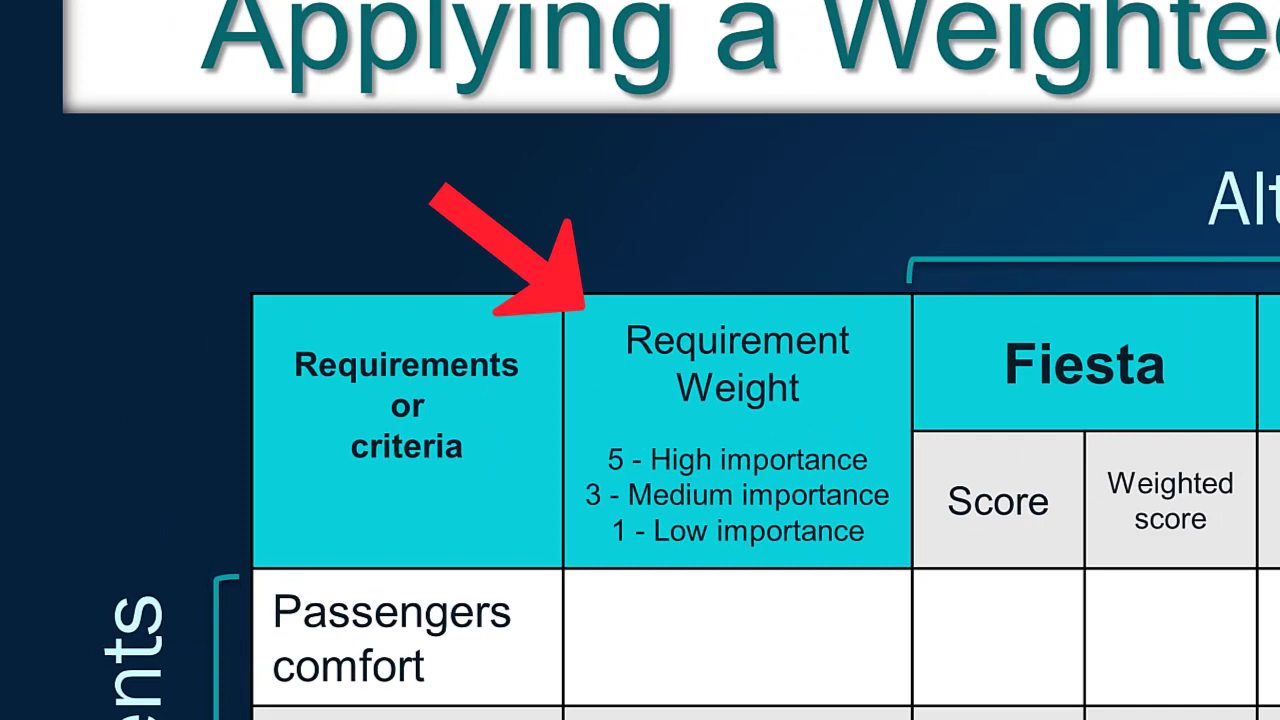 Applying a Weighted
Alt
Requirements
or
criteria
Requirement
Weight
5 - High importance
3 - Medium importance
1 - Low importance
Fiesta
Score
Weighted
score
Passengers
comfort
ents